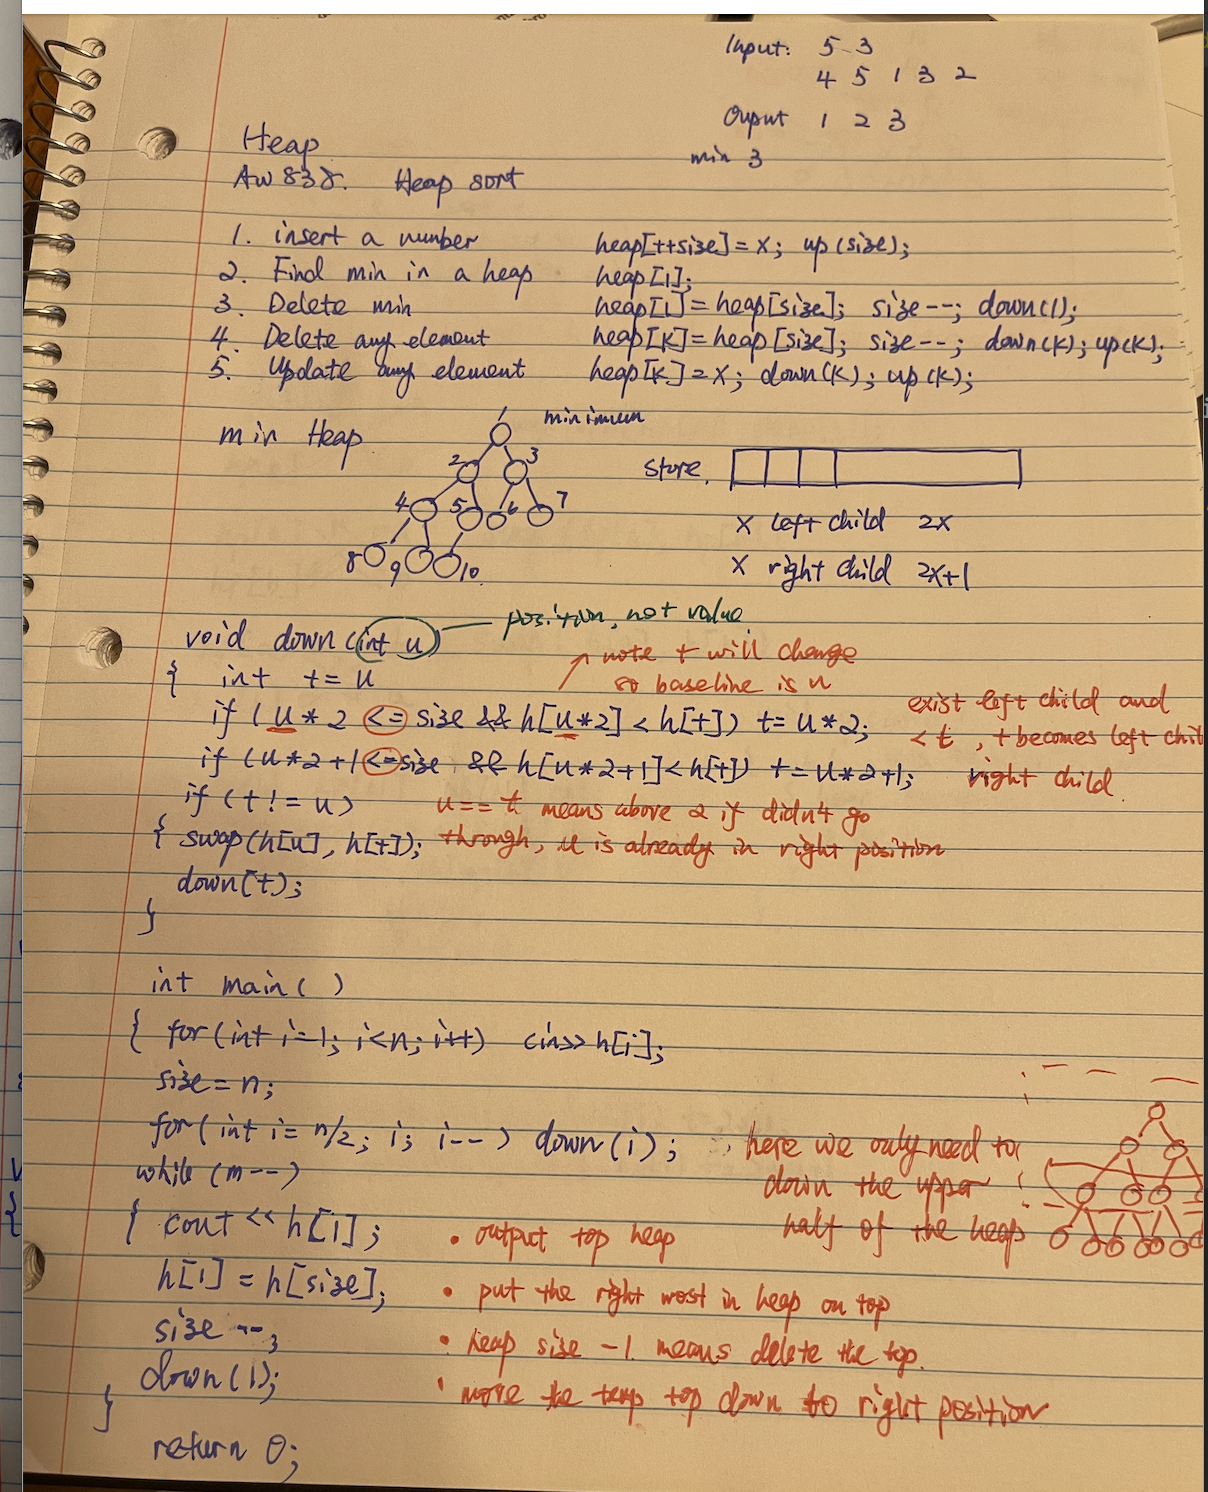 Input: 5 3
4 5 1 3 2
Ouput 1 2 3
min 3
Heap
AW 838. Heap sort
1. insert a number heap[++size] = x; up(size);
2. Find min in a heap heap[1];
3. Delete min heap[1] = heap[size]; size--; down(1);
4. Delete any element heap[k] = heap[size]; size--; down(k); up(k);
5. Update any element heap[k] = x; down(k); up(k);
min Heap
1 minimum
2 3
4 5 6 7
8 9 10
store.
x left child 2x
x right child 2x+1
position, not value
void down(int u)
note t will change
so baseline is u
{ int t = u
if (u*2 <= size && h[u*2] < h[t]) t = u*2;
exist left child and
< t, t becomes left chil
if (u*2+1 <= size && h[u*2+1] < h[t]) t = u*2+1; right child
if (t != u) u == t means above 2 if didn't go
{ swap(h[u], h[t]); through, u is already in right position
down(t);
}
int main( )
{ for(int i=1; i<n; i++) cin>>h[i];
size = n;
for(int i= n/2; i; i--) down(i); here we only need to
while (m--) down the upper
{ cout << h[1]; half of the heap
• output top heap
h[1] = h[size]; • put the right most in heap on top
size --; • heap size -1 means delete the top.
down(1); • move the temp top down to right position
}
return 0;